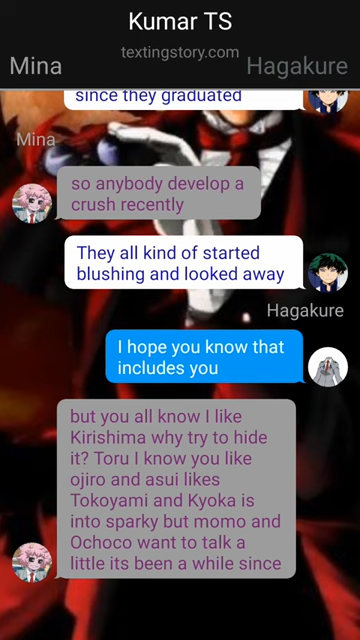 Kumar TS
textingstory.com
Mina
Hagakure
since they graduated
Mina
so anybody develop a
crush recently
They all kind of started
blushing and looked away
Hagakure
I hope you know that
includes you
but you all know I like
Kirishima why try to hide
it? Toru I know you like
ojiro and asui likes
Tokoyami and Kyoka is
into sparky but momo and
Ochoco want to talk a
little its been a while since